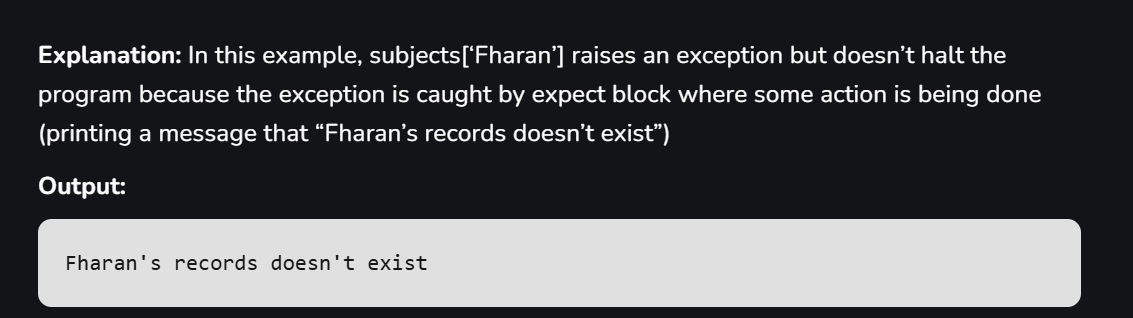 Explanation: In this example, subjects[‘Fharan’] raises an exception but doesn’t halt the
program because the exception is caught by expect block where some action is being done
(printing a message that “Fharan’s records doesn’t exist”)
Output:
Fharan's records doesn't exist